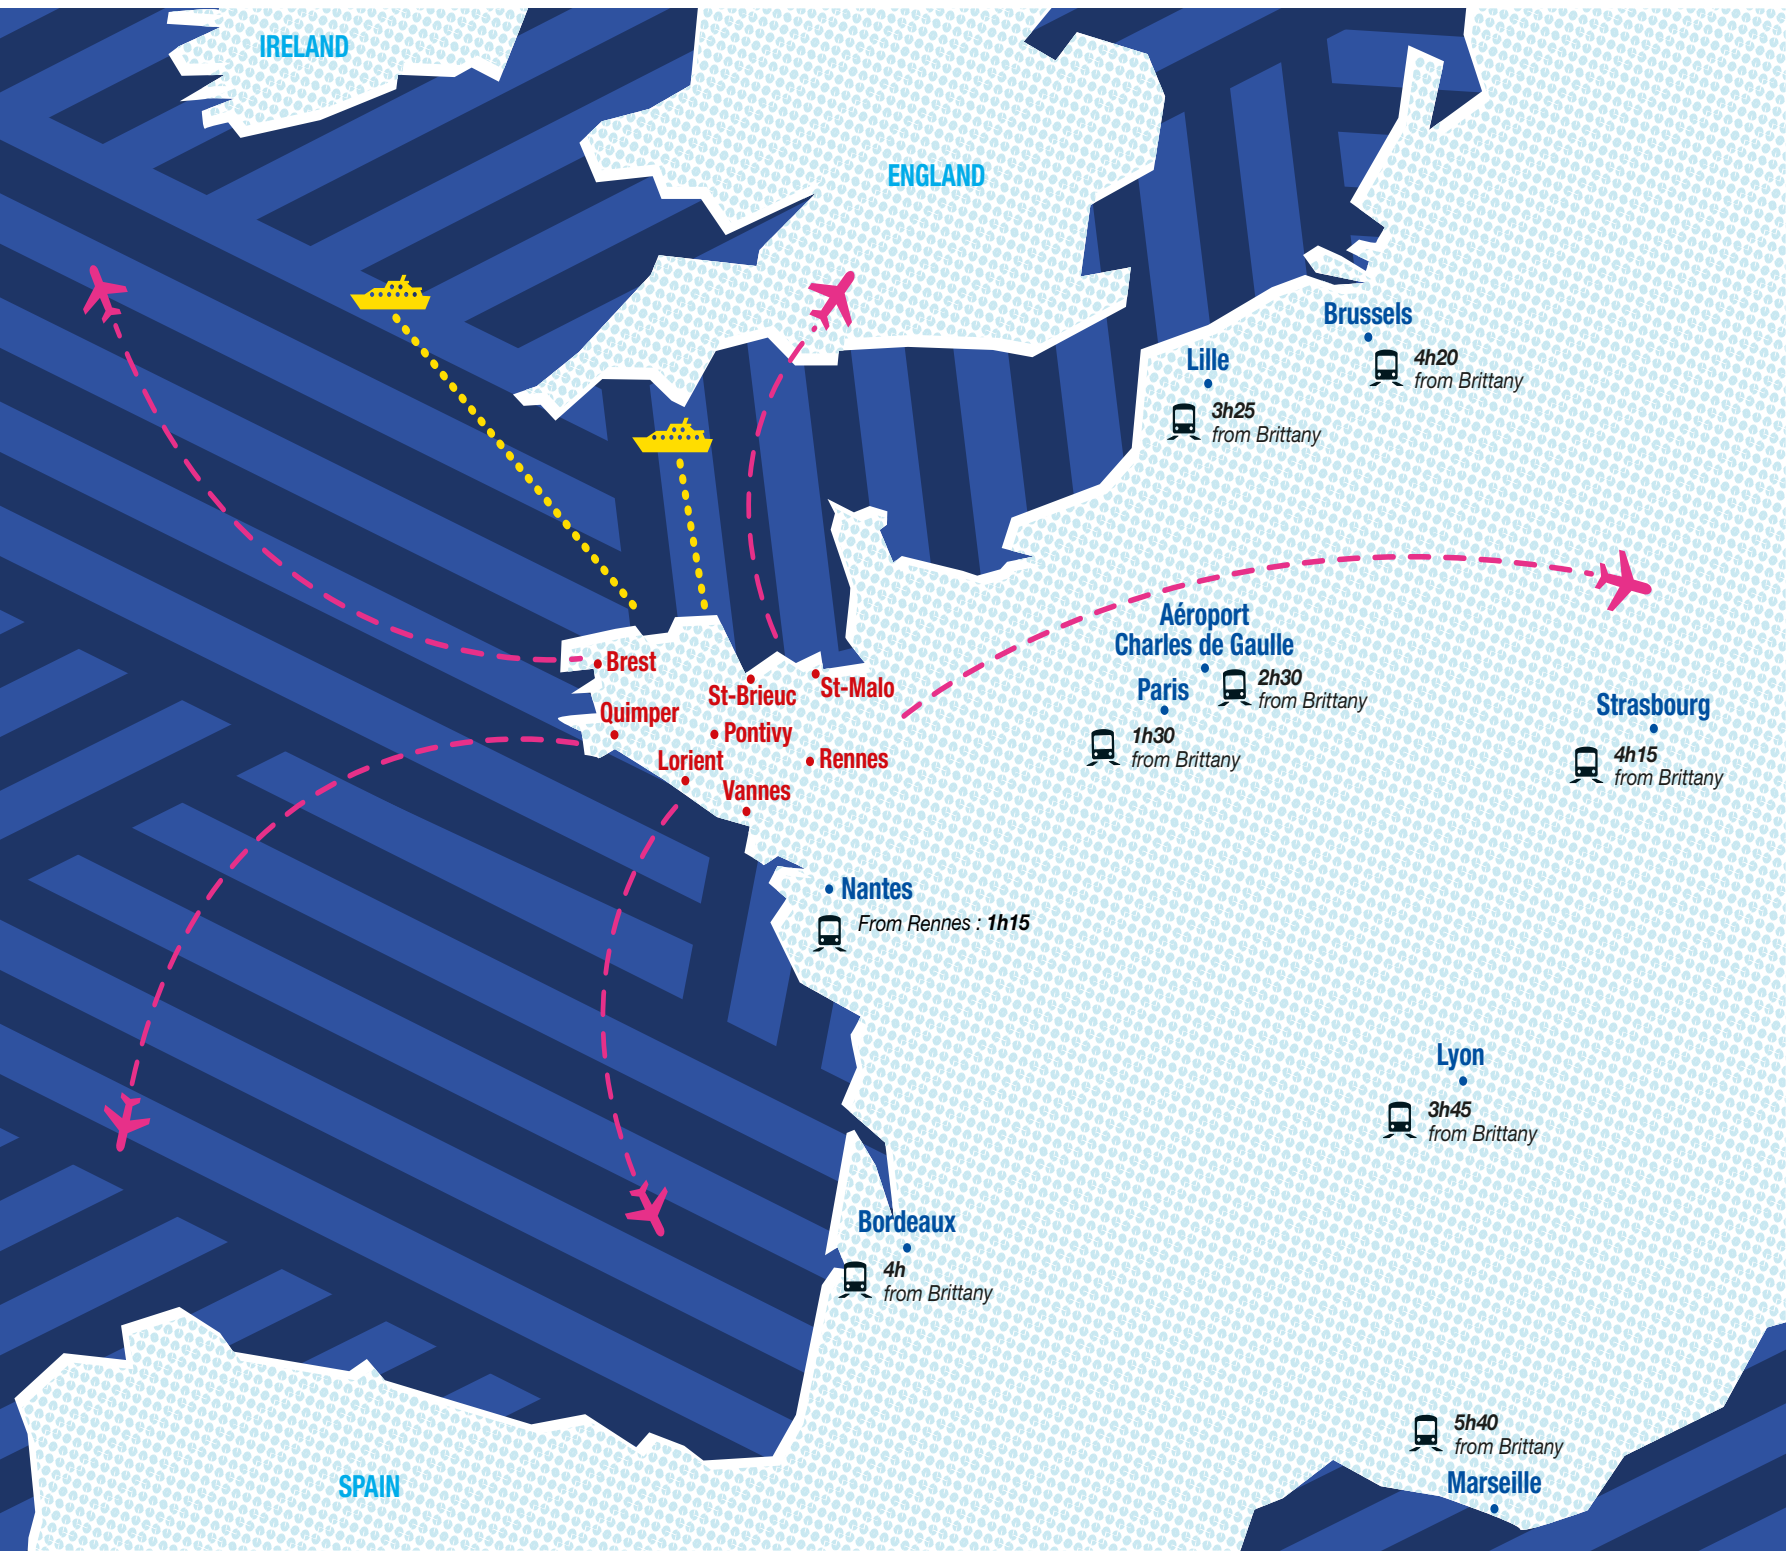 IRELAND
ENGLAND
Brussels
4h20
from Brittany
Lille
3h25
from Brittany
Aéroport
Charles de Gaulle
2h30
from Brittany
Paris
1h30
from Brittany
Strasbourg
4h15
from Brittany
Brest
St-Brieuc
St-Malo
Quimper
Pontivy
Lorient
Rennes
Vannes
Nantes
From Rennes : 1h15
Lyon
3h45
from Brittany
Bordeaux
4h
from Brittany
5h40
from Brittany
Marseille
SPAIN